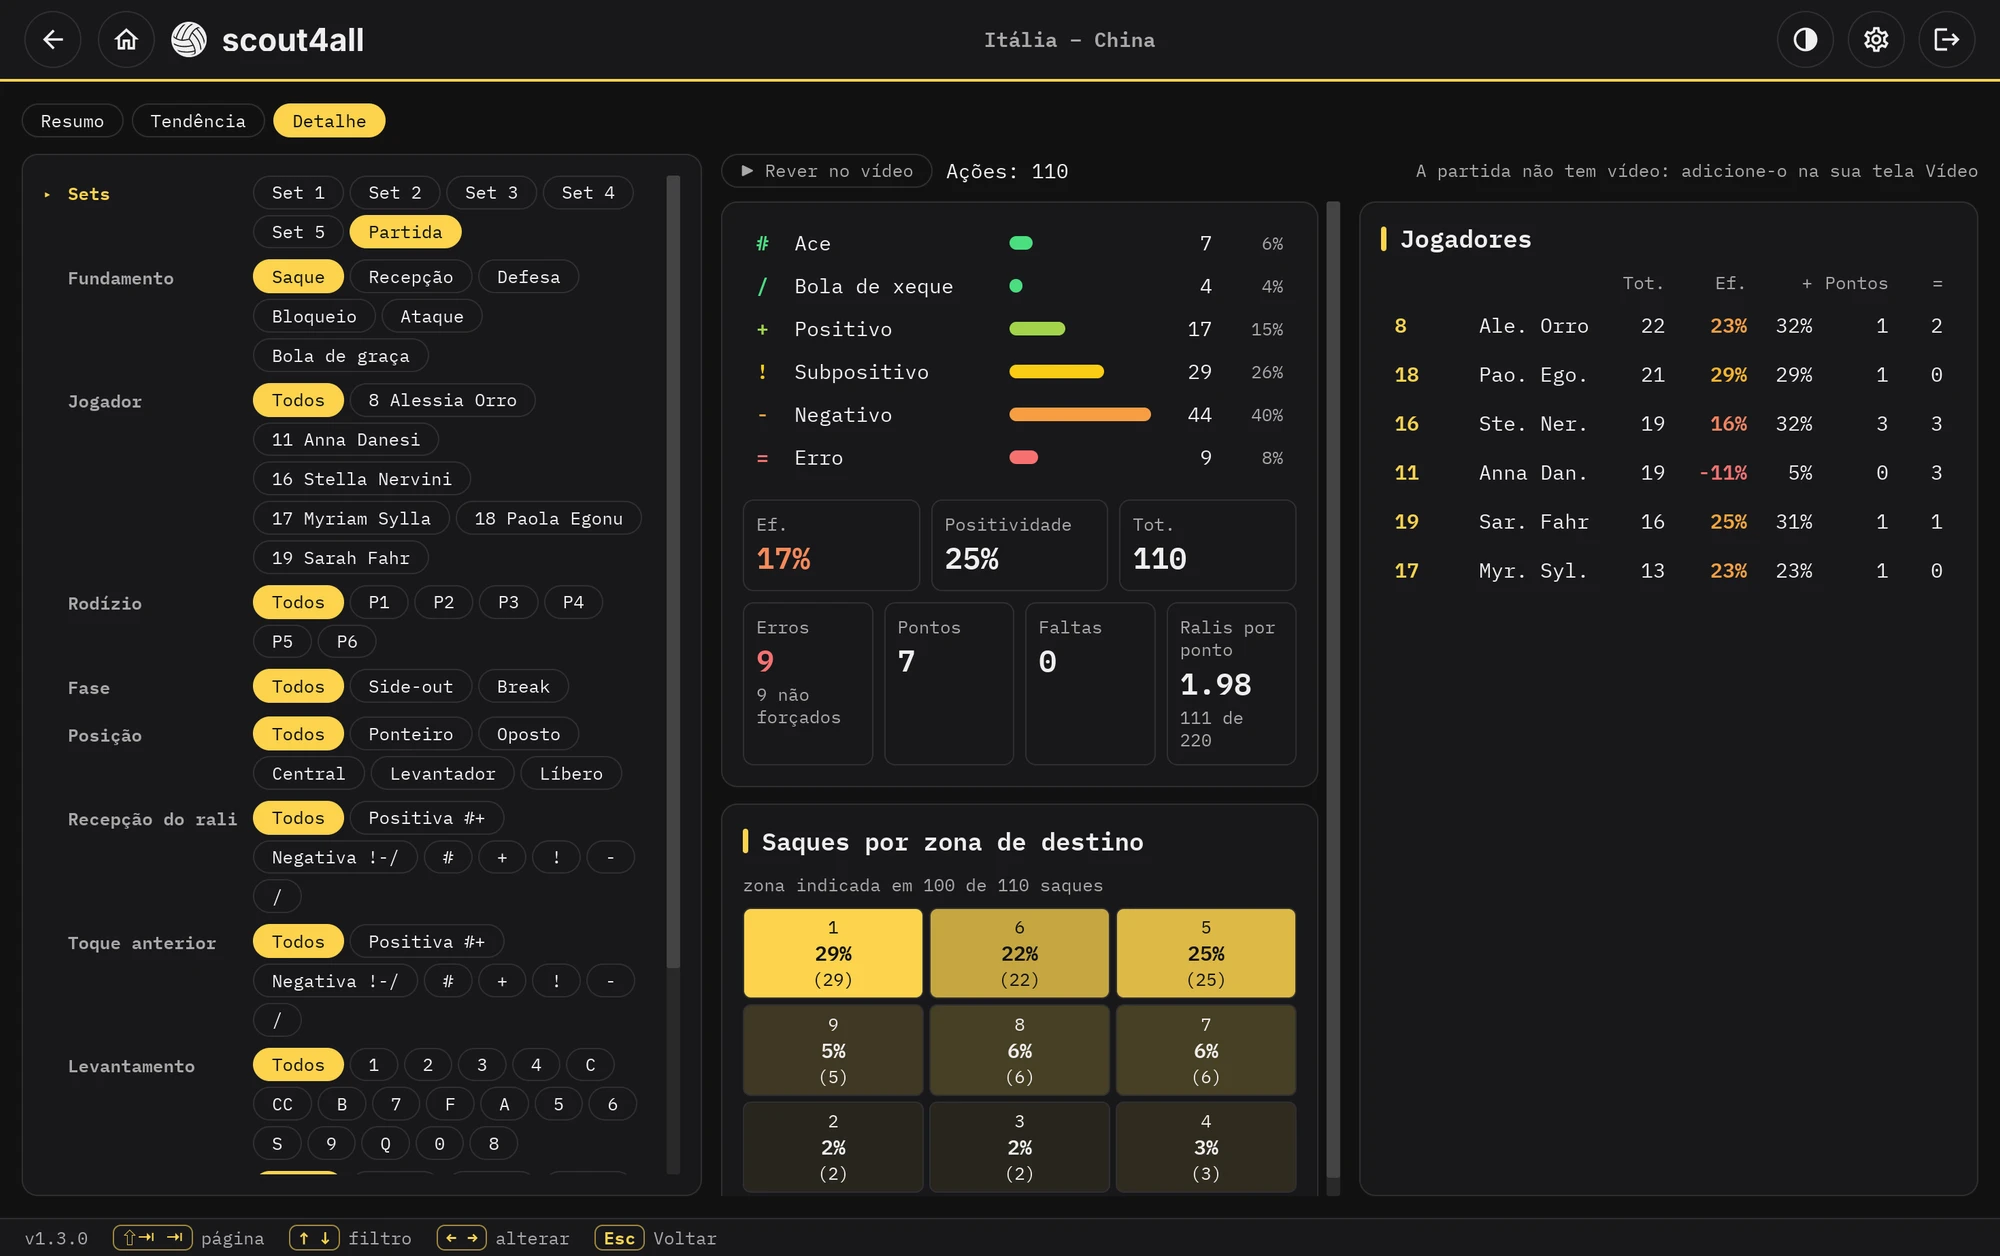 scout4all
Itália – China
Resumo
Tendência
Detalhe
▸ Sets
Set 1 Set 2 Set 3 Set 4
Set 5 Partida
Fundamento
Saque Recepção Defesa
Bloqueio Ataque
Bola de graça
Jogador
Todos 8 Alessia Orro
11 Anna Danesi
16 Stella Nervini
17 Myriam Sylla 18 Paola Egonu
19 Sarah Fahr
Rodízio
Todos P1 P2 P3 P4
P5 P6
Fase
Todos Side-out Break
Posição
Todos Ponteiro Oposto
Central Levantador Líbero
Recepção do rali
Todos Positiva #+
Negativa !-/ # + ! -
/
Toque anterior
Todos Positiva #+
Negativa !-/ # + ! -
/
Levantamento
Todos 1 2 3 4 C
CC B 7 F A 5 6
S 9 Q 0 8
▶ Rever no vídeo Ações: 110
A partida não tem vídeo: adicione-o na sua tela Vídeo
# Ace 7 6%
/ Bola de xeque 4 4%
+ Positivo 17 15%
! Subpositivo 29 26%
- Negativo 44 40%
= Erro 9 8%
Ef.
17%
Positividade
25%
Tot.
110
Erros
9
9 não
forçados
Pontos
7
Faltas
0
Ralis por
ponto
1.98
111 de
220
Saques por zona de destino
zona indicada em 100 de 110 saques
1
29%
(29)
6
22%
(22)
5
25%
(25)
9
5%
(5)
8
6%
(6)
7
6%
(6)
2
2%
(2)
3
2%
(2)
4
3%
(3)
Jogadores
Tot. Ef. + Pontos =
8 Ale. Orro 22 23% 32% 1 2
18 Pao. Ego. 21 29% 29% 1 0
16 Ste. Ner. 19 16% 32% 3 3
11 Anna Dan. 19 -11% 5% 0 3
19 Sar. Fahr 16 25% 31% 1 1
17 Myr. Syl. 13 23% 23% 1 0
v1.3.0 ⇧⇥ ⇥ página ↑ ↓ filtro ← → alterar Esc Voltar